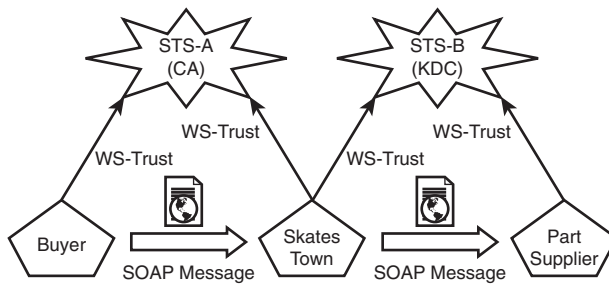 STS-A
(CA)
STS-B
(KDC)
WS-Trust
WS-Trust
WS-Trust
WS-Trust
Buyer
SOAP Message
Skates
Town
SOAP Message
Part
Supplier